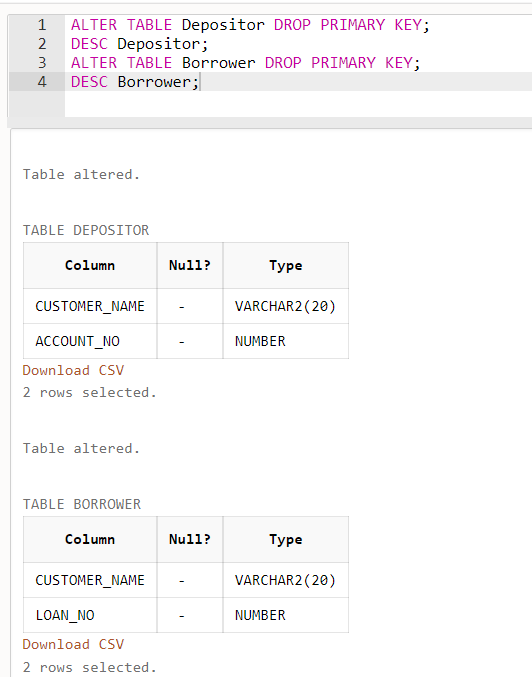 1 ALTER TABLE Depositor DROP PRIMARY KEY;
2 DESC Depositor;
3 ALTER TABLE Borrower DROP PRIMARY KEY;
4 DESC Borrower;
Table altered.
TABLE DEPOSITOR
Column Null? Type
CUSTOMER_NAME - VARCHAR2(20)
ACCOUNT_NO - NUMBER
Download CSV
2 rows selected.
Table altered.
TABLE BORROWER
Column Null? Type
CUSTOMER_NAME - VARCHAR2(20)
LOAN_NO - NUMBER
Download CSV
2 rows selected.